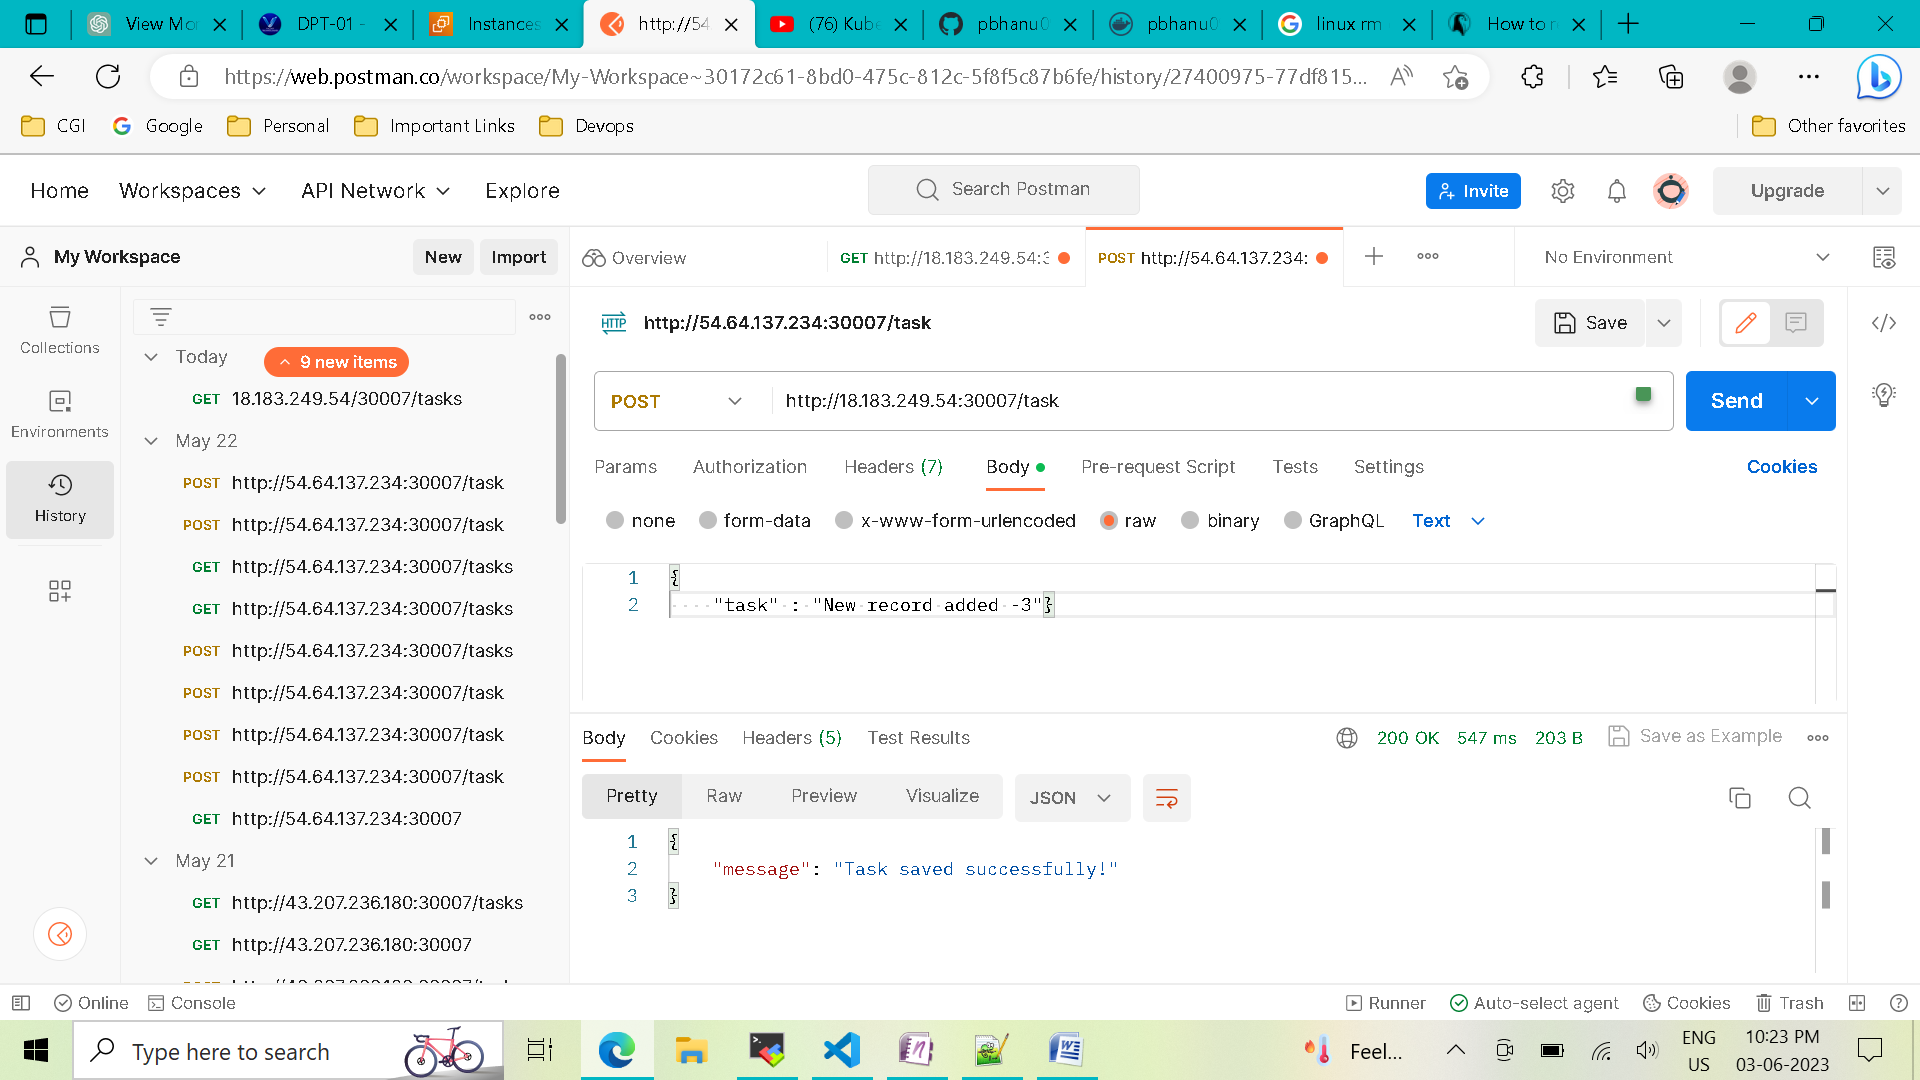 View Mor
DPT-01 -
Instances
http://54
(76) Kube
pbhanu0
pbhanu0
linux rm
How to r
https://web.postman.co/workspace/My-Workspace~30172c61-8bd0-475c-812c-5f8f5c87b6fe/history/27400975-77df815...
CGI
Google
Personal
Important Links
Devops
Other favorites
Home
Workspaces
API Network
Explore
Search Postman
Invite
Upgrade
My Workspace
New
Import
Overview
GET http://18.183.249.54:3
POST http://54.64.137.234:
No Environment
Collections
Environments
History
Today
9 new items
GET 18.183.249.54/30007/tasks
May 22
POST http://54.64.137.234:30007/task
POST http://54.64.137.234:30007/task
GET http://54.64.137.234:30007/tasks
GET http://54.64.137.234:30007/tasks
POST http://54.64.137.234:30007/tasks
POST http://54.64.137.234:30007/task
POST http://54.64.137.234:30007/task
POST http://54.64.137.234:30007/task
GET http://54.64.137.234:30007
May 21
GET http://43.207.236.180:30007/tasks
GET http://43.207.236.180:30007
HTTP http://54.64.137.234:30007/task
Save
POST
http://18.183.249.54:30007/task
Send
Params
Authorization
Headers (7)
Body
Pre-request Script
Tests
Settings
Cookies
none
form-data
x-www-form-urlencoded
raw
binary
GraphQL
Text
1 {
2 "task" : "New record added -3"}
Body
Cookies
Headers (5)
Test Results
200 OK
547 ms
203 B
Save as Example
Pretty
Raw
Preview
Visualize
JSON
1 {
2 "message": "Task saved successfully!"
3 }
Online
Console
Runner
Auto-select agent
Cookies
Trash
Type here to search
Feel...
ENG
US
10:23 PM
03-06-2023